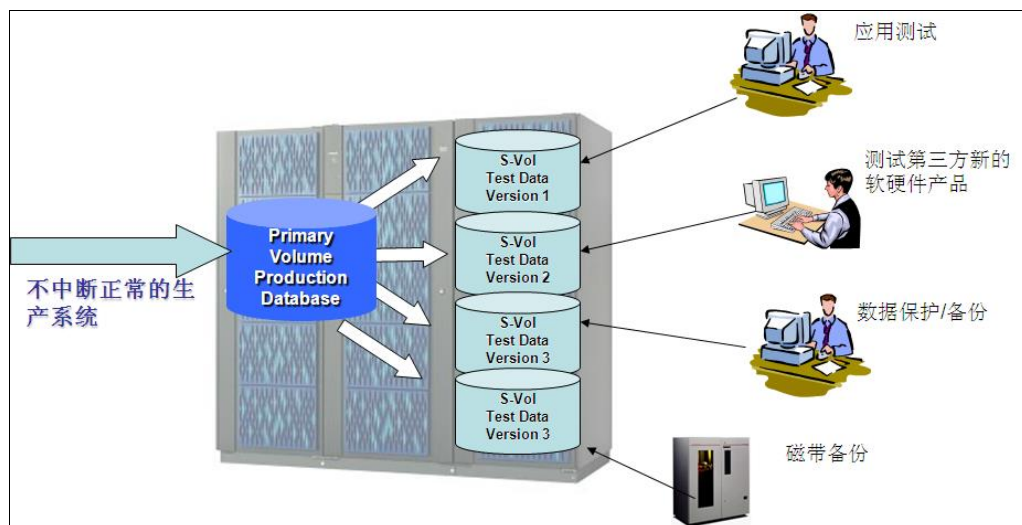 应用测试
测试第三方新的
软硬件产品
数据保护/备份
磁带备份
不中断正常的生
产系统
Primary
Volume
Production
Database
S-Vol
Test Data
Version 1
S-Vol
Test Data
Version 2
S-Vol
Test Data
Version 3
S-Vol
Test Data
Version 3